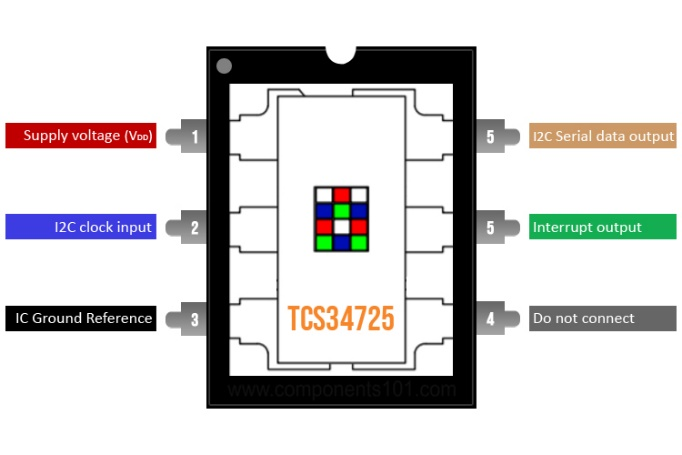 Supply voltage (VDD) 1 5 I2C Serial data output
I2C clock input 2 5 Interrupt output
IC Ground Reference 3 4 Do not connect
TCS34725
www.components101.com